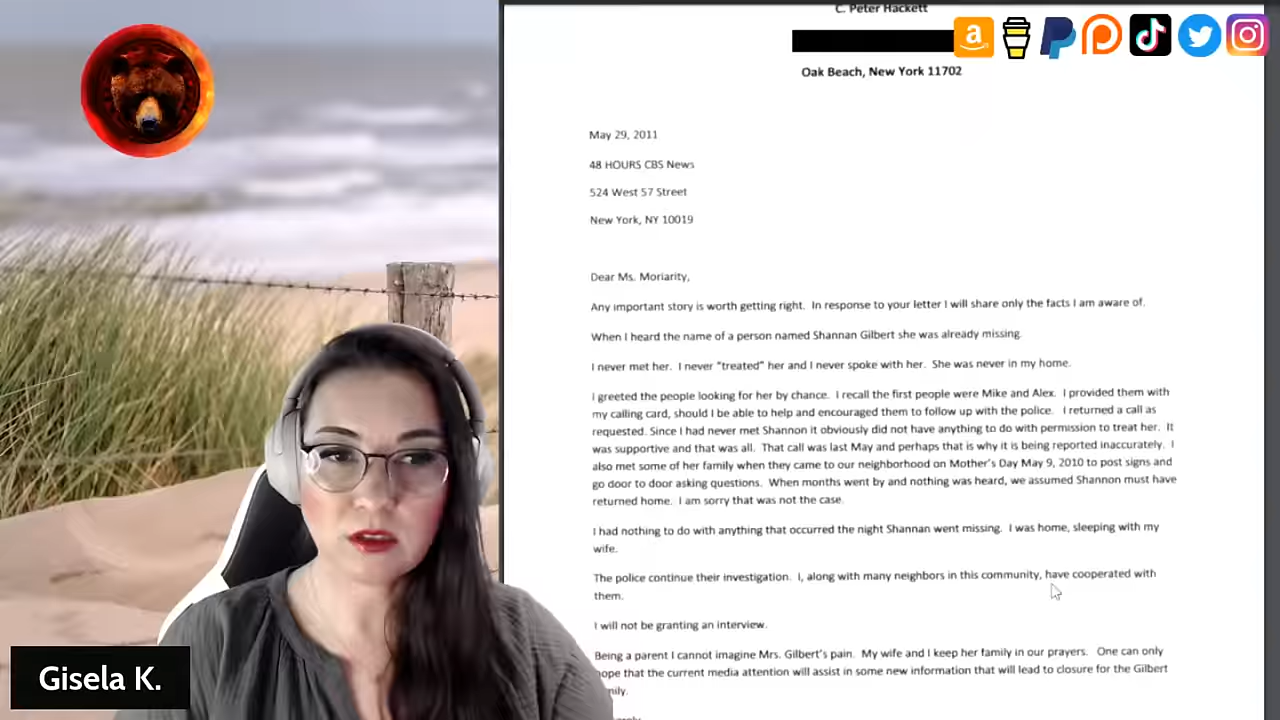 C. Peter Hackett
Oak Beach, New York 11702
May 29, 2011
48 HOURS CBS News
524 West 57 Street
New York, NY 10019
Dear Ms. Moriarity,
Any important story is worth getting right. In response to your letter I will share only the facts I am aware of.
When I heard the name of a person named Shannan Gilbert she was already missing.
I never met her. I never "treated" her and I never spoke with her. She was never in my home.
I greeted the people looking for her by chance. I recall the first people were Mike and Alex. I provided them with
my calling card, should I be able to help and encouraged them to follow up with the police. I returned a call as
requested. Since I had never met Shannon it obviously did not have anything to do with permission to treat her. It
was supportive and that was all. That call was last May and perhaps that is why it is being reported inaccurately. I
also met some of her family when they came to our neighborhood on Mother's Day May 9, 2010 to post signs and
go door to door asking questions. When months went by and nothing was heard, we assumed Shannon must have
returned home. I am sorry that was not the case.
I had nothing to do with anything that occurred the night Shannan went missing. I was home, sleeping with my
wife.
The police continue their investigation. I, along with many neighbors in this community, have cooperated with
them.
I will not be granting an interview.
Being a parent I cannot imagine Mrs. Gilbert's pain. My wife and I keep her family in our prayers. One can only
hope that the current media attention will assist in some new information that will lead to closure for the Gilbert
Gisela K.